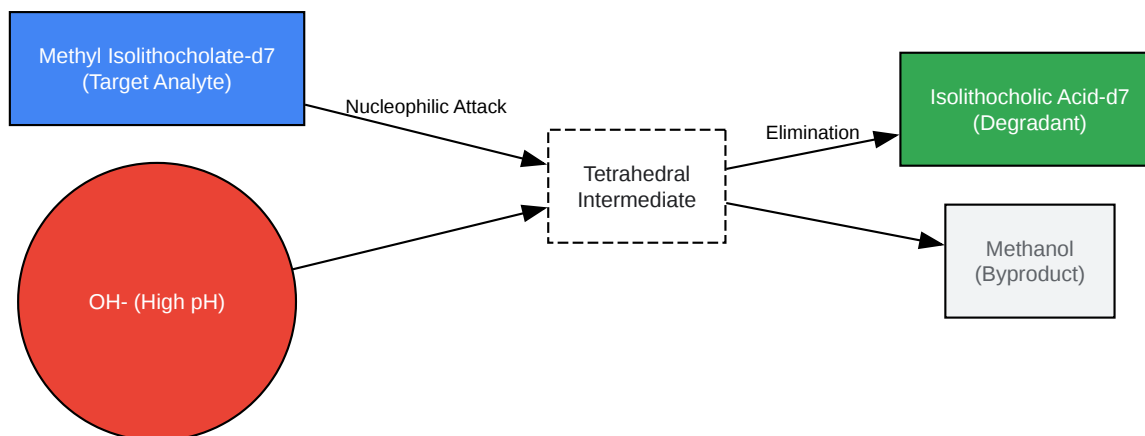 Methyl Isolithocholate-d7
(Target Analyte)
Nucleophilic Attack
OH- (High pH)
Tetrahedral
Intermediate
Elimination
Isolithocholic Acid-d7
(Degradant)
Methanol
(Byproduct)